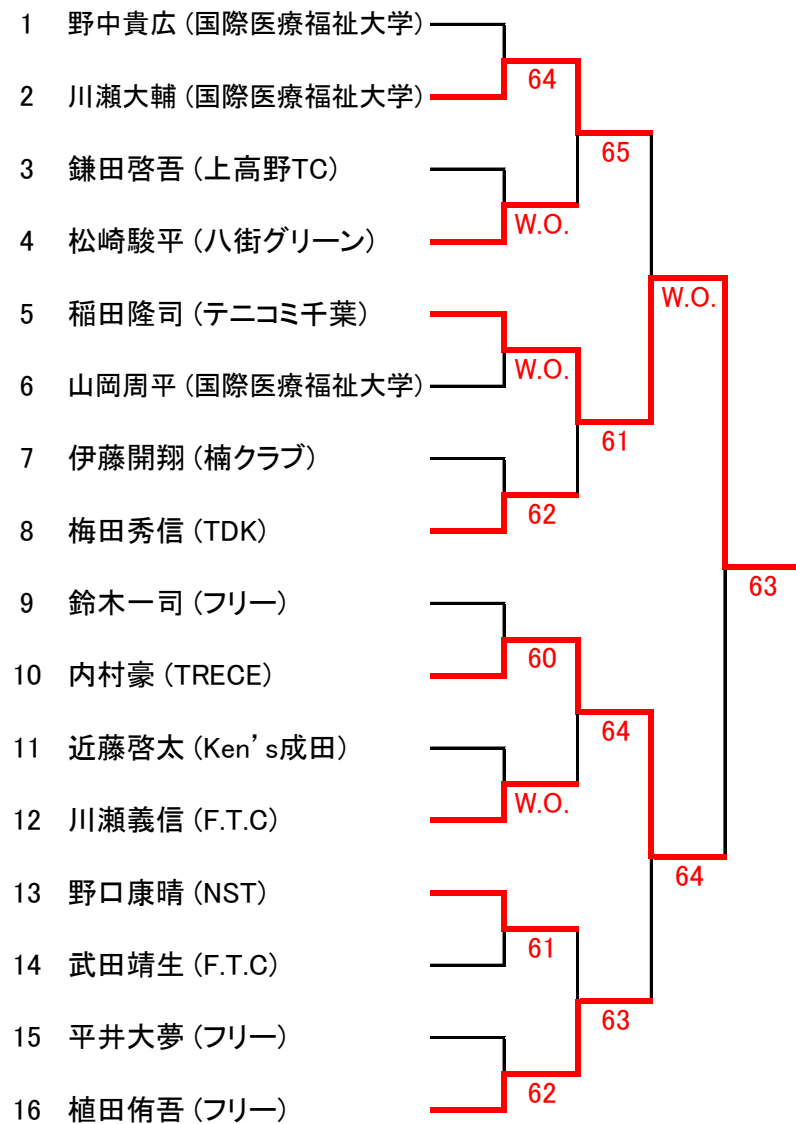 1 野中貴広 (国際医療福祉大学)
64
2 川瀬大輔 (国際医療福祉大学)
65
3 鎌田啓吾 (上高野TC)
W.O.
4 松崎駿平 (八街グリーン)
W.O.
5 稲田隆司 (テニコミ千葉)
W.O.
6 山岡周平 (国際医療福祉大学)
61
7 伊藤開翔 (楠クラブ)
62
8 梅田秀信 (TDK)
63
9 鈴木一司 (フリー)
60
10 内村豪 (TRECE)
64
11 近藤啓太 (Ken's成田)
W.O.
12 川瀬義信 (F.T.C)
64
13 野口康晴 (NST)
61
14 武田靖生 (F.T.C)
63
15 平井大夢 (フリー)
62
16 植田侑吾 (フリー)